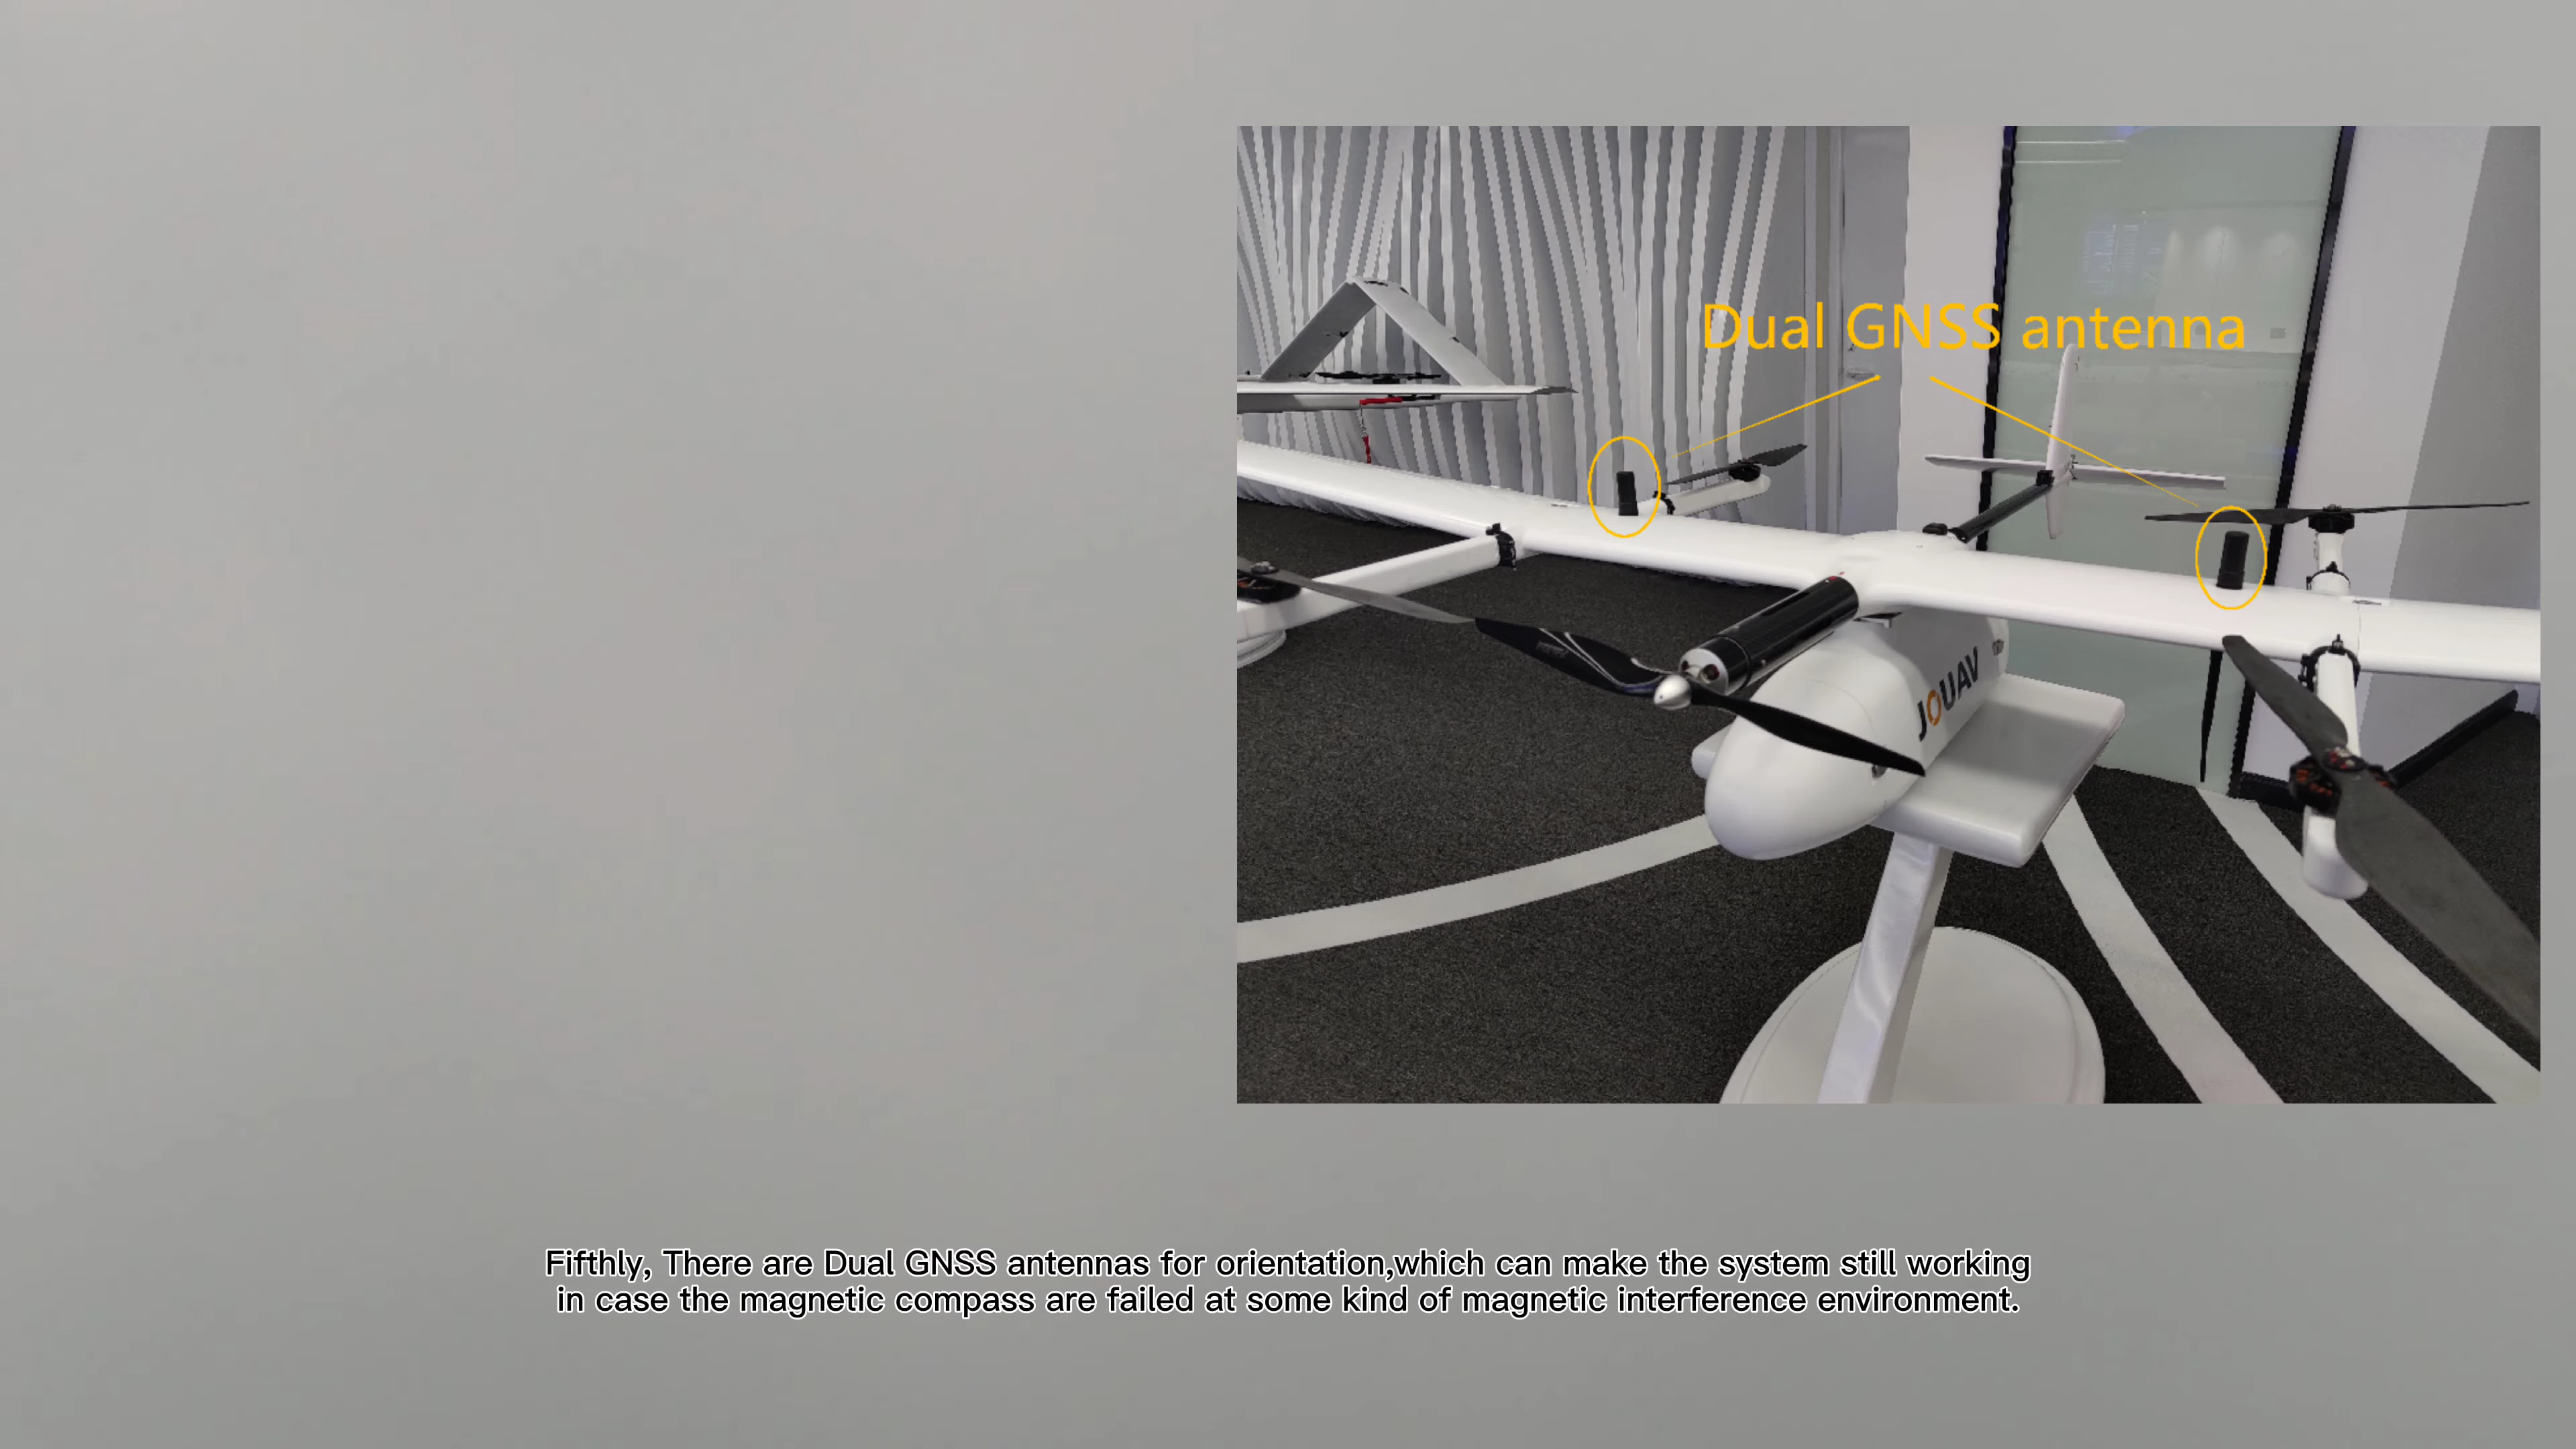 Dual GNSS antenna
JOUAV
Fifthly, There are Dual GNSS antennas for orientation,which can make the system still working
in case the magnetic compass are failed at some kind of magnetic interference environment.